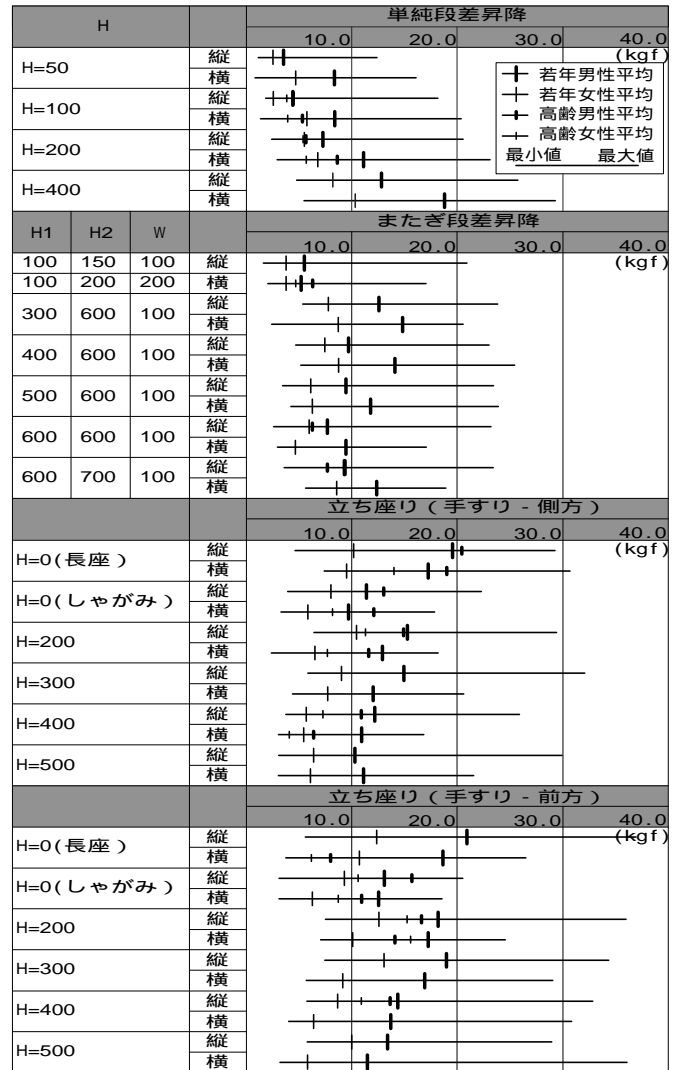 H 単純段差昇降
10.0 20.0 30.0 40.0
(kgf)
H=50 縦
横
H=100 縦
横
H=200 縦
横
H=400 縦
横
若年男性平均
若年女性平均
高齢男性平均
高齢女性平均
最小値 最大値
H1 H2 W またぎ段差昇降
10.0 20.0 30.0 40.0
(kgf)
100 150 100 縦
100 200 200 横
300 600 100 縦
横
400 600 100 縦
横
500 600 100 縦
横
600 600 100 縦
横
600 700 100 縦
横
立ち座り(手すり-側方)
10.0 20.0 30.0 40.0
(kgf)
H=0(長座) 縦
横
H=0(しゃがみ) 縦
横
H=200 縦
横
H=300 縦
横
H=400 縦
横
H=500 縦
横
立ち座り(手すり-前方)
10.0 20.0 30.0 40.0
(kgf)
H=0(長座) 縦
横
H=0(しゃがみ) 縦
横
H=200 縦
横
H=300 縦
横
H=400 縦
横
H=500 縦
横